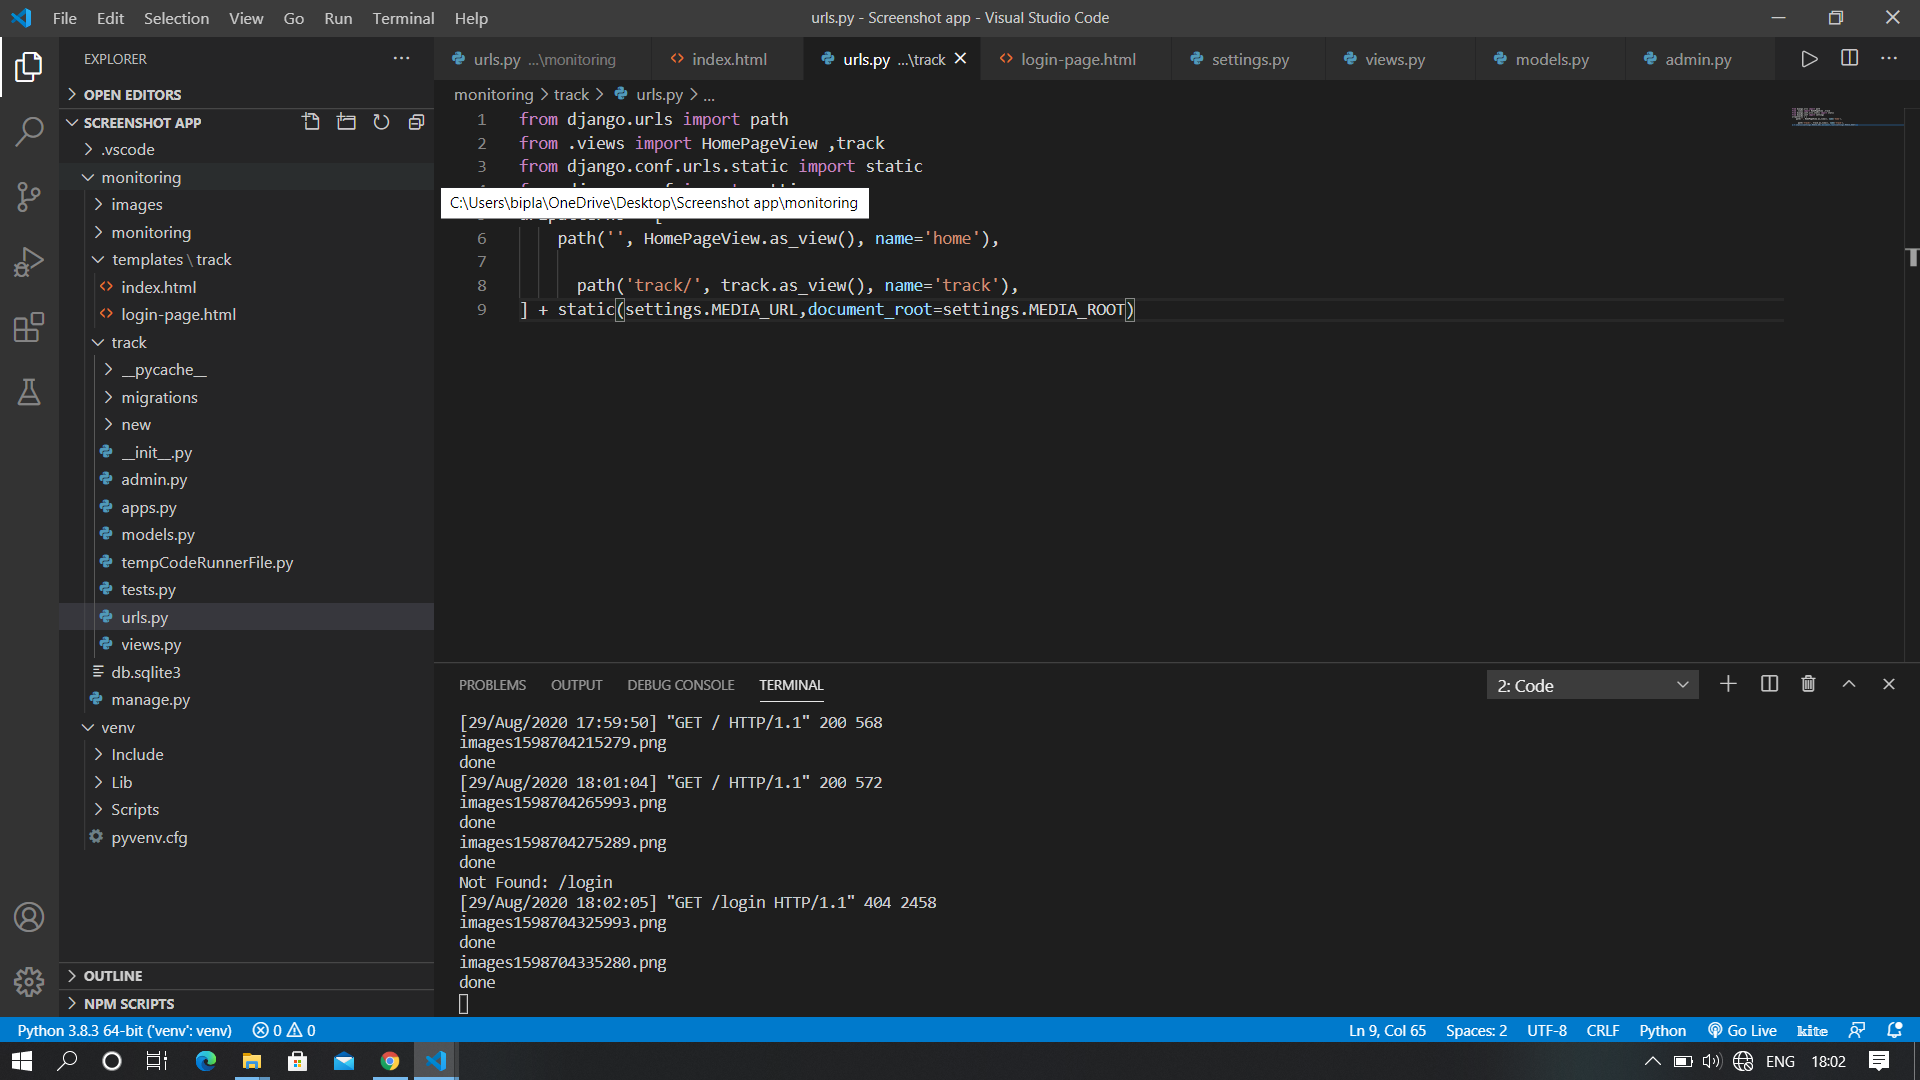 File Edit Selection View Go Run Terminal Help
urls.py - Screenshot app - Visual Studio Code
EXPLORER
OPEN EDITORS
SCREENSHOT APP
.vscode
monitoring
images
monitoring
templates \ track
index.html
login-page.html
track
__pycache__
migrations
new
__init__.py
admin.py
apps.py
models.py
tempCodeRunnerFile.py
tests.py
urls.py
views.py
db.sqlite3
manage.py
venv
Include
Lib
Scripts
pyvenv.cfg
OUTLINE
NPM SCRIPTS
urls.py ...\monitoring index.html urls.py ...\track login-page.html settings.py views.py models.py admin.py
monitoring > track > urls.py > ...
1 from django.urls import path
2 from .views import HomePageView ,track
3 from django.conf.urls.static import static
C:\Users\bipla\OneDrive\Desktop\Screenshot app\monitoring
6 path('', HomePageView.as_view(), name='home'),
7
8 path('track/', track.as_view(), name='track'),
9 ] + static(settings.MEDIA_URL,document_root=settings.MEDIA_ROOT)
PROBLEMS OUTPUT DEBUG CONSOLE TERMINAL
2: Code
[29/Aug/2020 17:59:50] "GET / HTTP/1.1" 200 568
images1598704215279.png
done
[29/Aug/2020 18:01:04] "GET / HTTP/1.1" 200 572
images1598704265993.png
done
images1598704275289.png
done
Not Found: /login
[29/Aug/2020 18:02:05] "GET /login HTTP/1.1" 404 2458
images1598704325993.png
done
images1598704335280.png
done
Python 3.8.3 64-bit ('venv': venv) 0 0
Ln 9, Col 65 Spaces: 2 UTF-8 CRLF Python Go Live kite
ENG 18:02